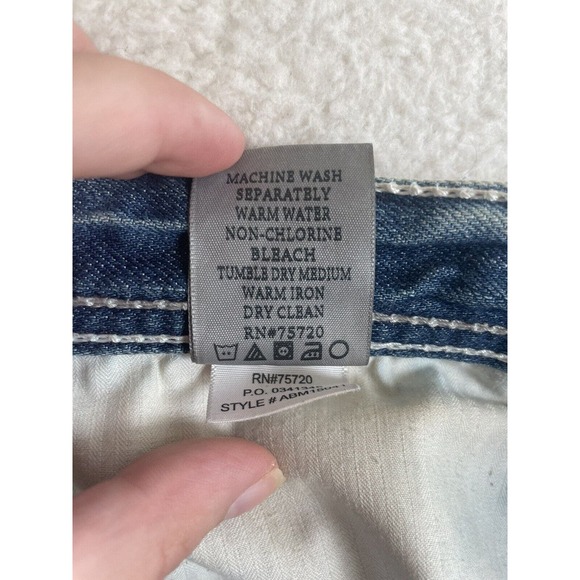 MACHINE WASH
SEPARATELY
WARM WATER
NON-CHLORINE
BLEACH
TUMBLE DRY MEDIUM
WARM IRON
DRY CLEAN
RN#75720
RN#75720
P.O.
STYLE #